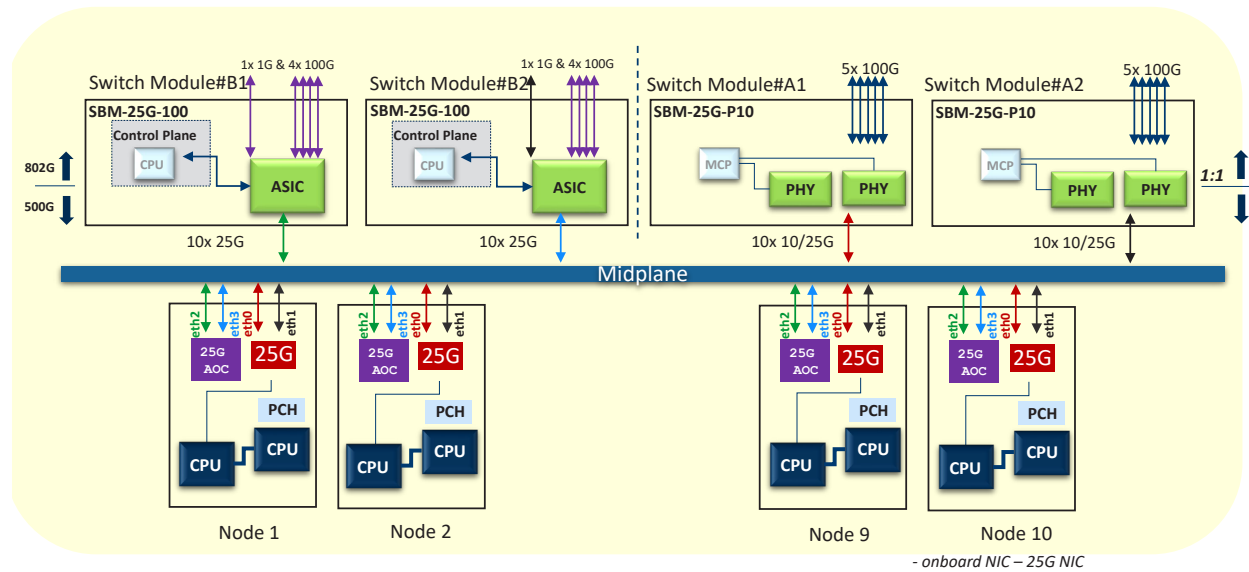 1x 1G & 4x 100G
1x 1G & 4x 100G
5x 100G
5x 100G
Switch Module#B1
Switch Module#B2
Switch Module#A1
Switch Module#A2
SBM-25G-100
SBM-25G-100
SBM-25G-P10
SBM-25G-P10
Control Plane
CPU
ASIC
Control Plane
CPU
ASIC
MCP
PHY
PHY
MCP
PHY
PHY
802G
500G
1:1
10x 25G
10x 25G
10x 10/25G
10x 10/25G
Midplane
eth2
eth3
eth0
eth1
25G
AOC
25G
PCH
CPU
CPU
Node 1
eth2
eth3
eth0
eth1
25G
AOC
25G
PCH
CPU
CPU
Node 2
eth2
eth3
eth0
eth1
25G
AOC
25G
PCH
CPU
CPU
Node 9
eth2
eth3
eth0
eth1
25G
AOC
25G
PCH
CPU
CPU
Node 10
- onboard NIC – 25G NIC